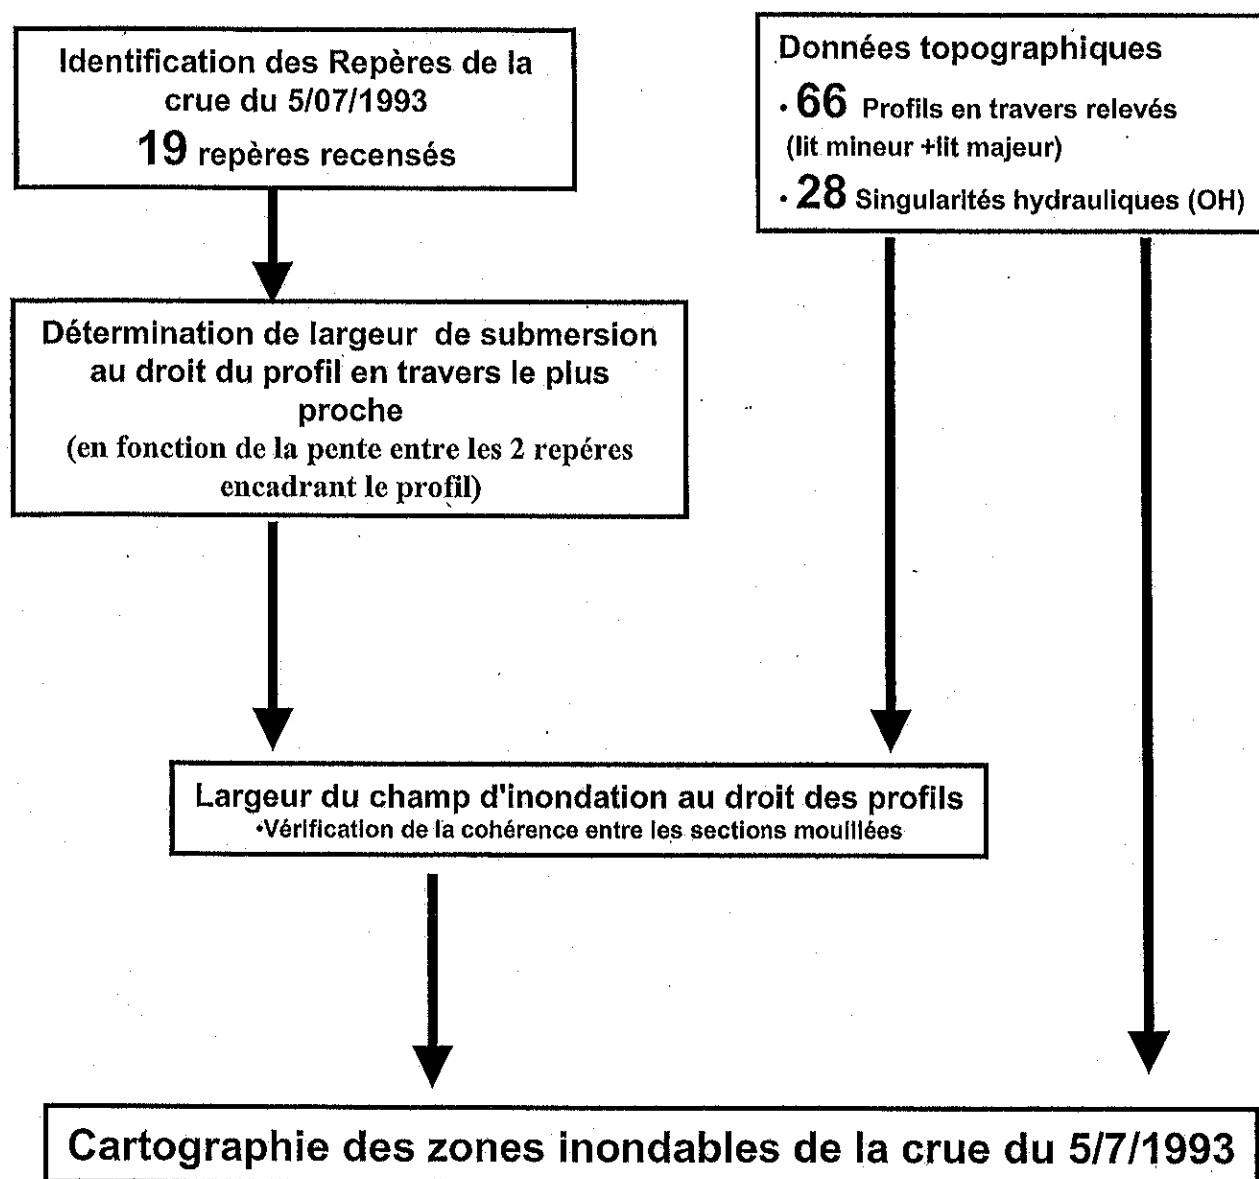 Identification des Repères de la
crue du 5/07/1993
19 repères recensés
Données topographiques
· 66 Profils en travers relevés
(lit mineur +lit majeur)
· 28 Singularités hydrauliques (OH)
Détermination de largeur de submersion
au droit du profil en travers le plus
proche
(en fonction de la pente entre les 2 repéres
encadrant le profil)
Largeur du champ d'inondation au droit des profils
•Vérification de la cohérence entre les sections mouillées
Cartographie des zones inondables de la crue du 5/7/1993